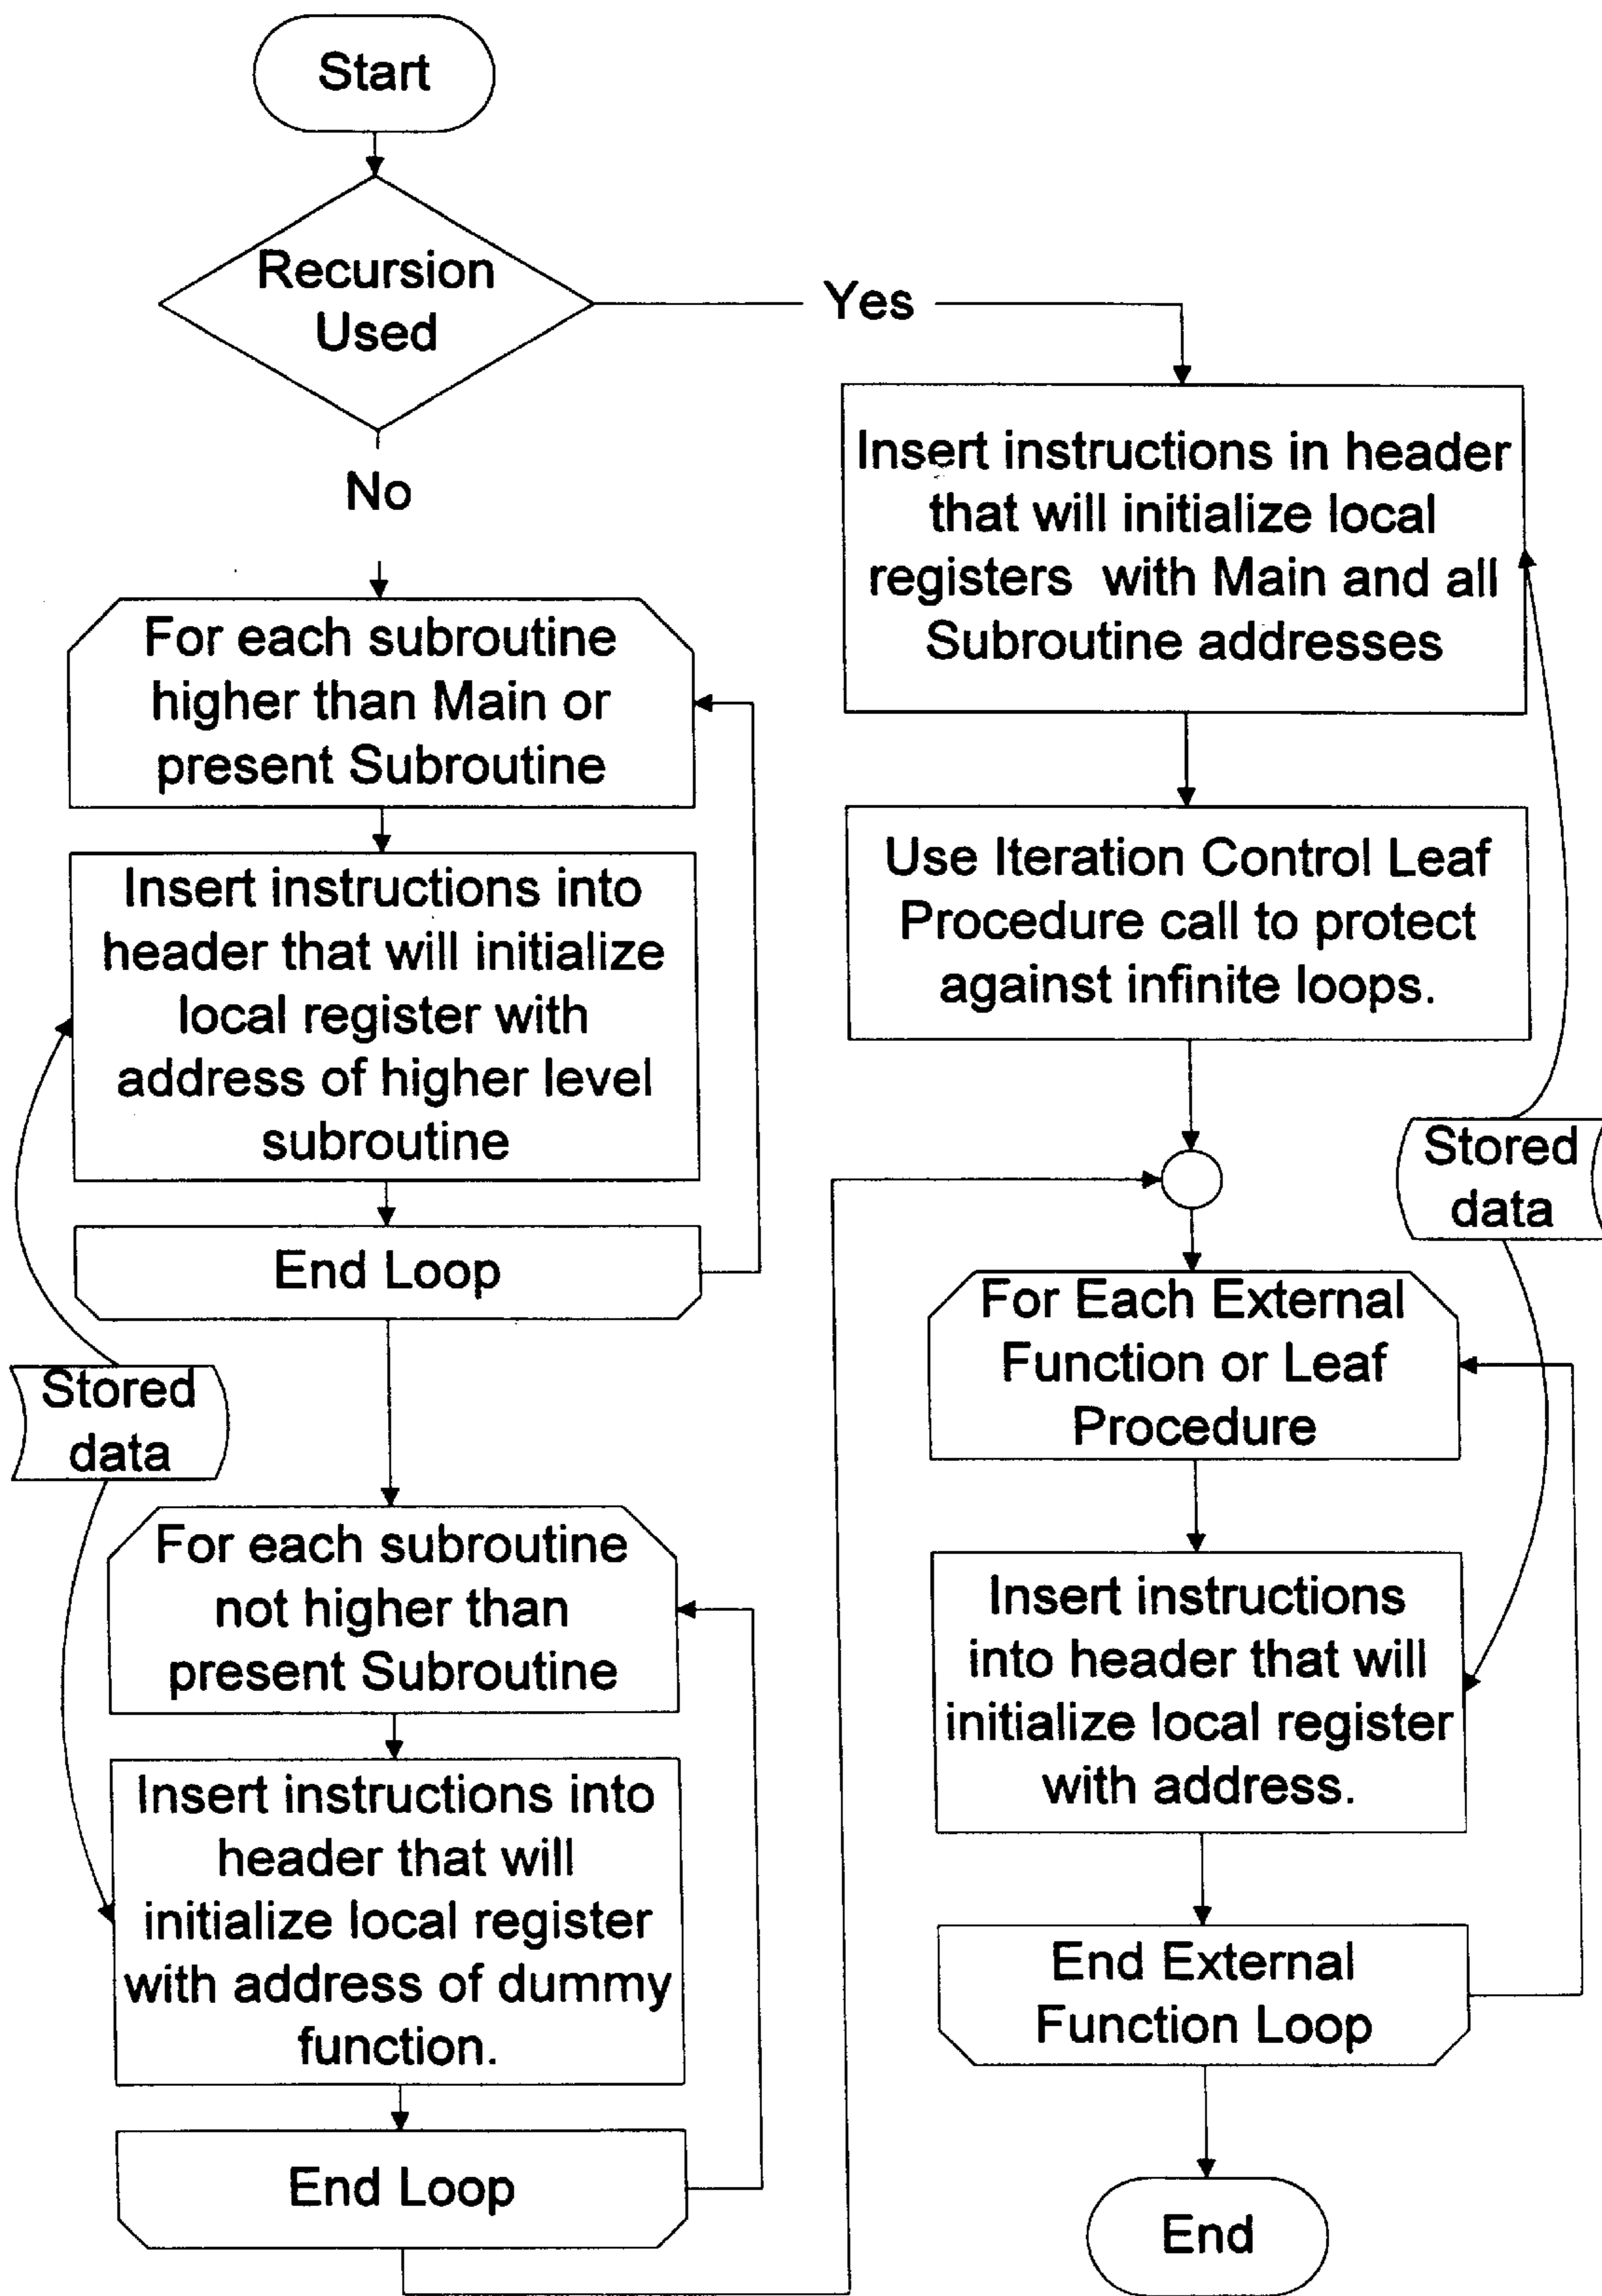 Start
Recursion
Used
Yes
No
For each subroutine
higher than Main or
present Subroutine
Insert instructions into
header that will initialize
local register with
address of higher level
subroutine
End Loop
Stored
data
For each subroutine
not higher than
present Subroutine
Insert instructions into
header that will
initialize local register
with address of dummy
function.
End Loop
Insert instructions in header
that will initialize local
registers with Main and all
Subroutine addresses
Use Iteration Control Leaf
Procedure call to protect
against infinite loops.
Stored
data
For Each External
Function or Leaf
Procedure
Insert instructions
into header that will
initialize local register
with address.
End External
Function Loop
End